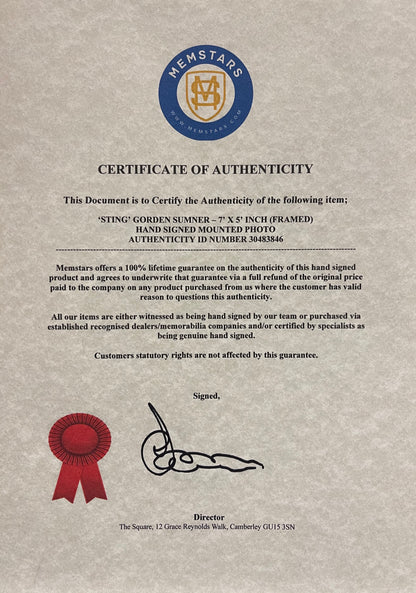 MEMSTARS
WWW.MEMSTARS.COM
CERTIFICATE OF AUTHENTICITY
This Document is to Certify the Authenticity of the following item;
'STING' GORDEN SUMNER – 7' X 5' INCH (FRAMED)
HAND SIGNED MOUNTED PHOTO
AUTHENTICITY ID NUMBER 30483846
Memstars offers a 100% lifetime guarantee on the authenticity of this hand signed
product and agrees to underwrite that guarantee via a full refund of the original price
paid to the company on any product purchased from us where the customer has valid
reason to questions this authenticity.
All our items are either witnessed as being hand signed by our team or purchased via
established recognised dealers/memorabilia companies and/or certified by specialists as
being genuine hand signed.
Customers statutory rights are not affected by this guarantee.
Signed,
Director
The Square, 12 Grace Reynolds Walk, Camberley GU15 3SN